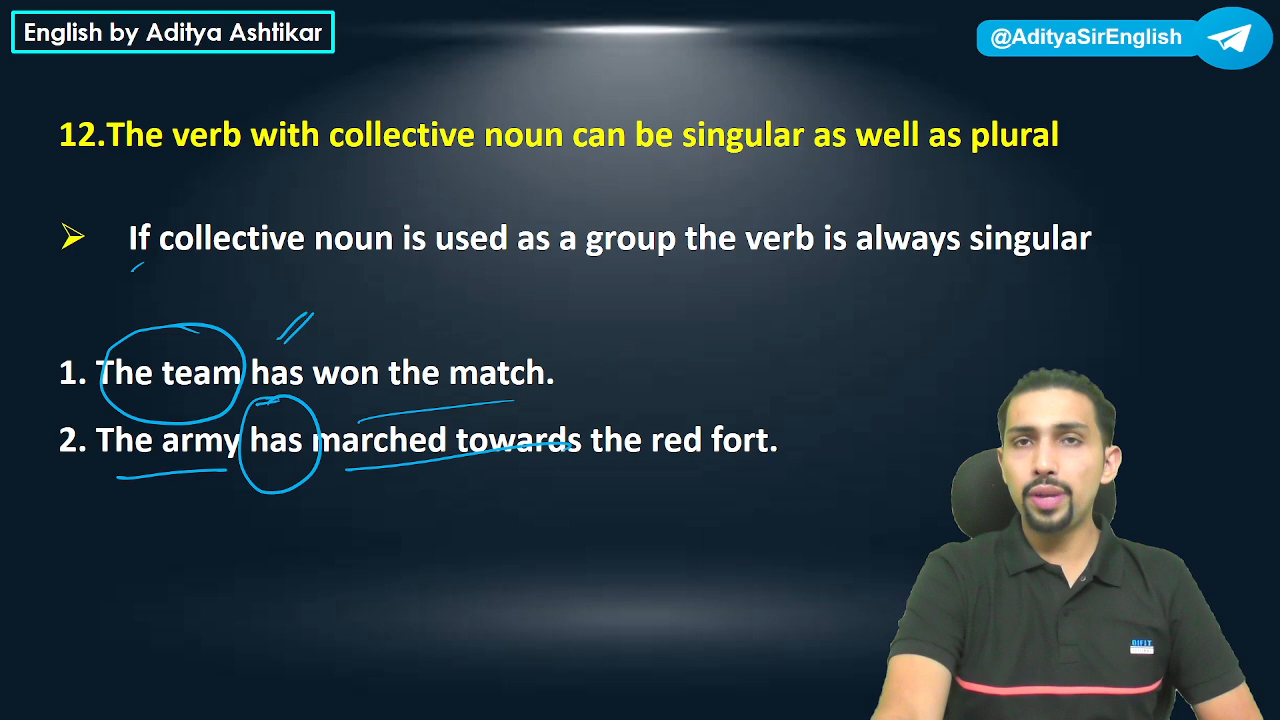 English by Aditya Ashtikar
@AdityaSirEnglish
12.The verb with collective noun can be singular as well as plural
If collective noun is used as a group the verb is always singular
1. The team has won the match.
2. The army has marched towards the red fort.